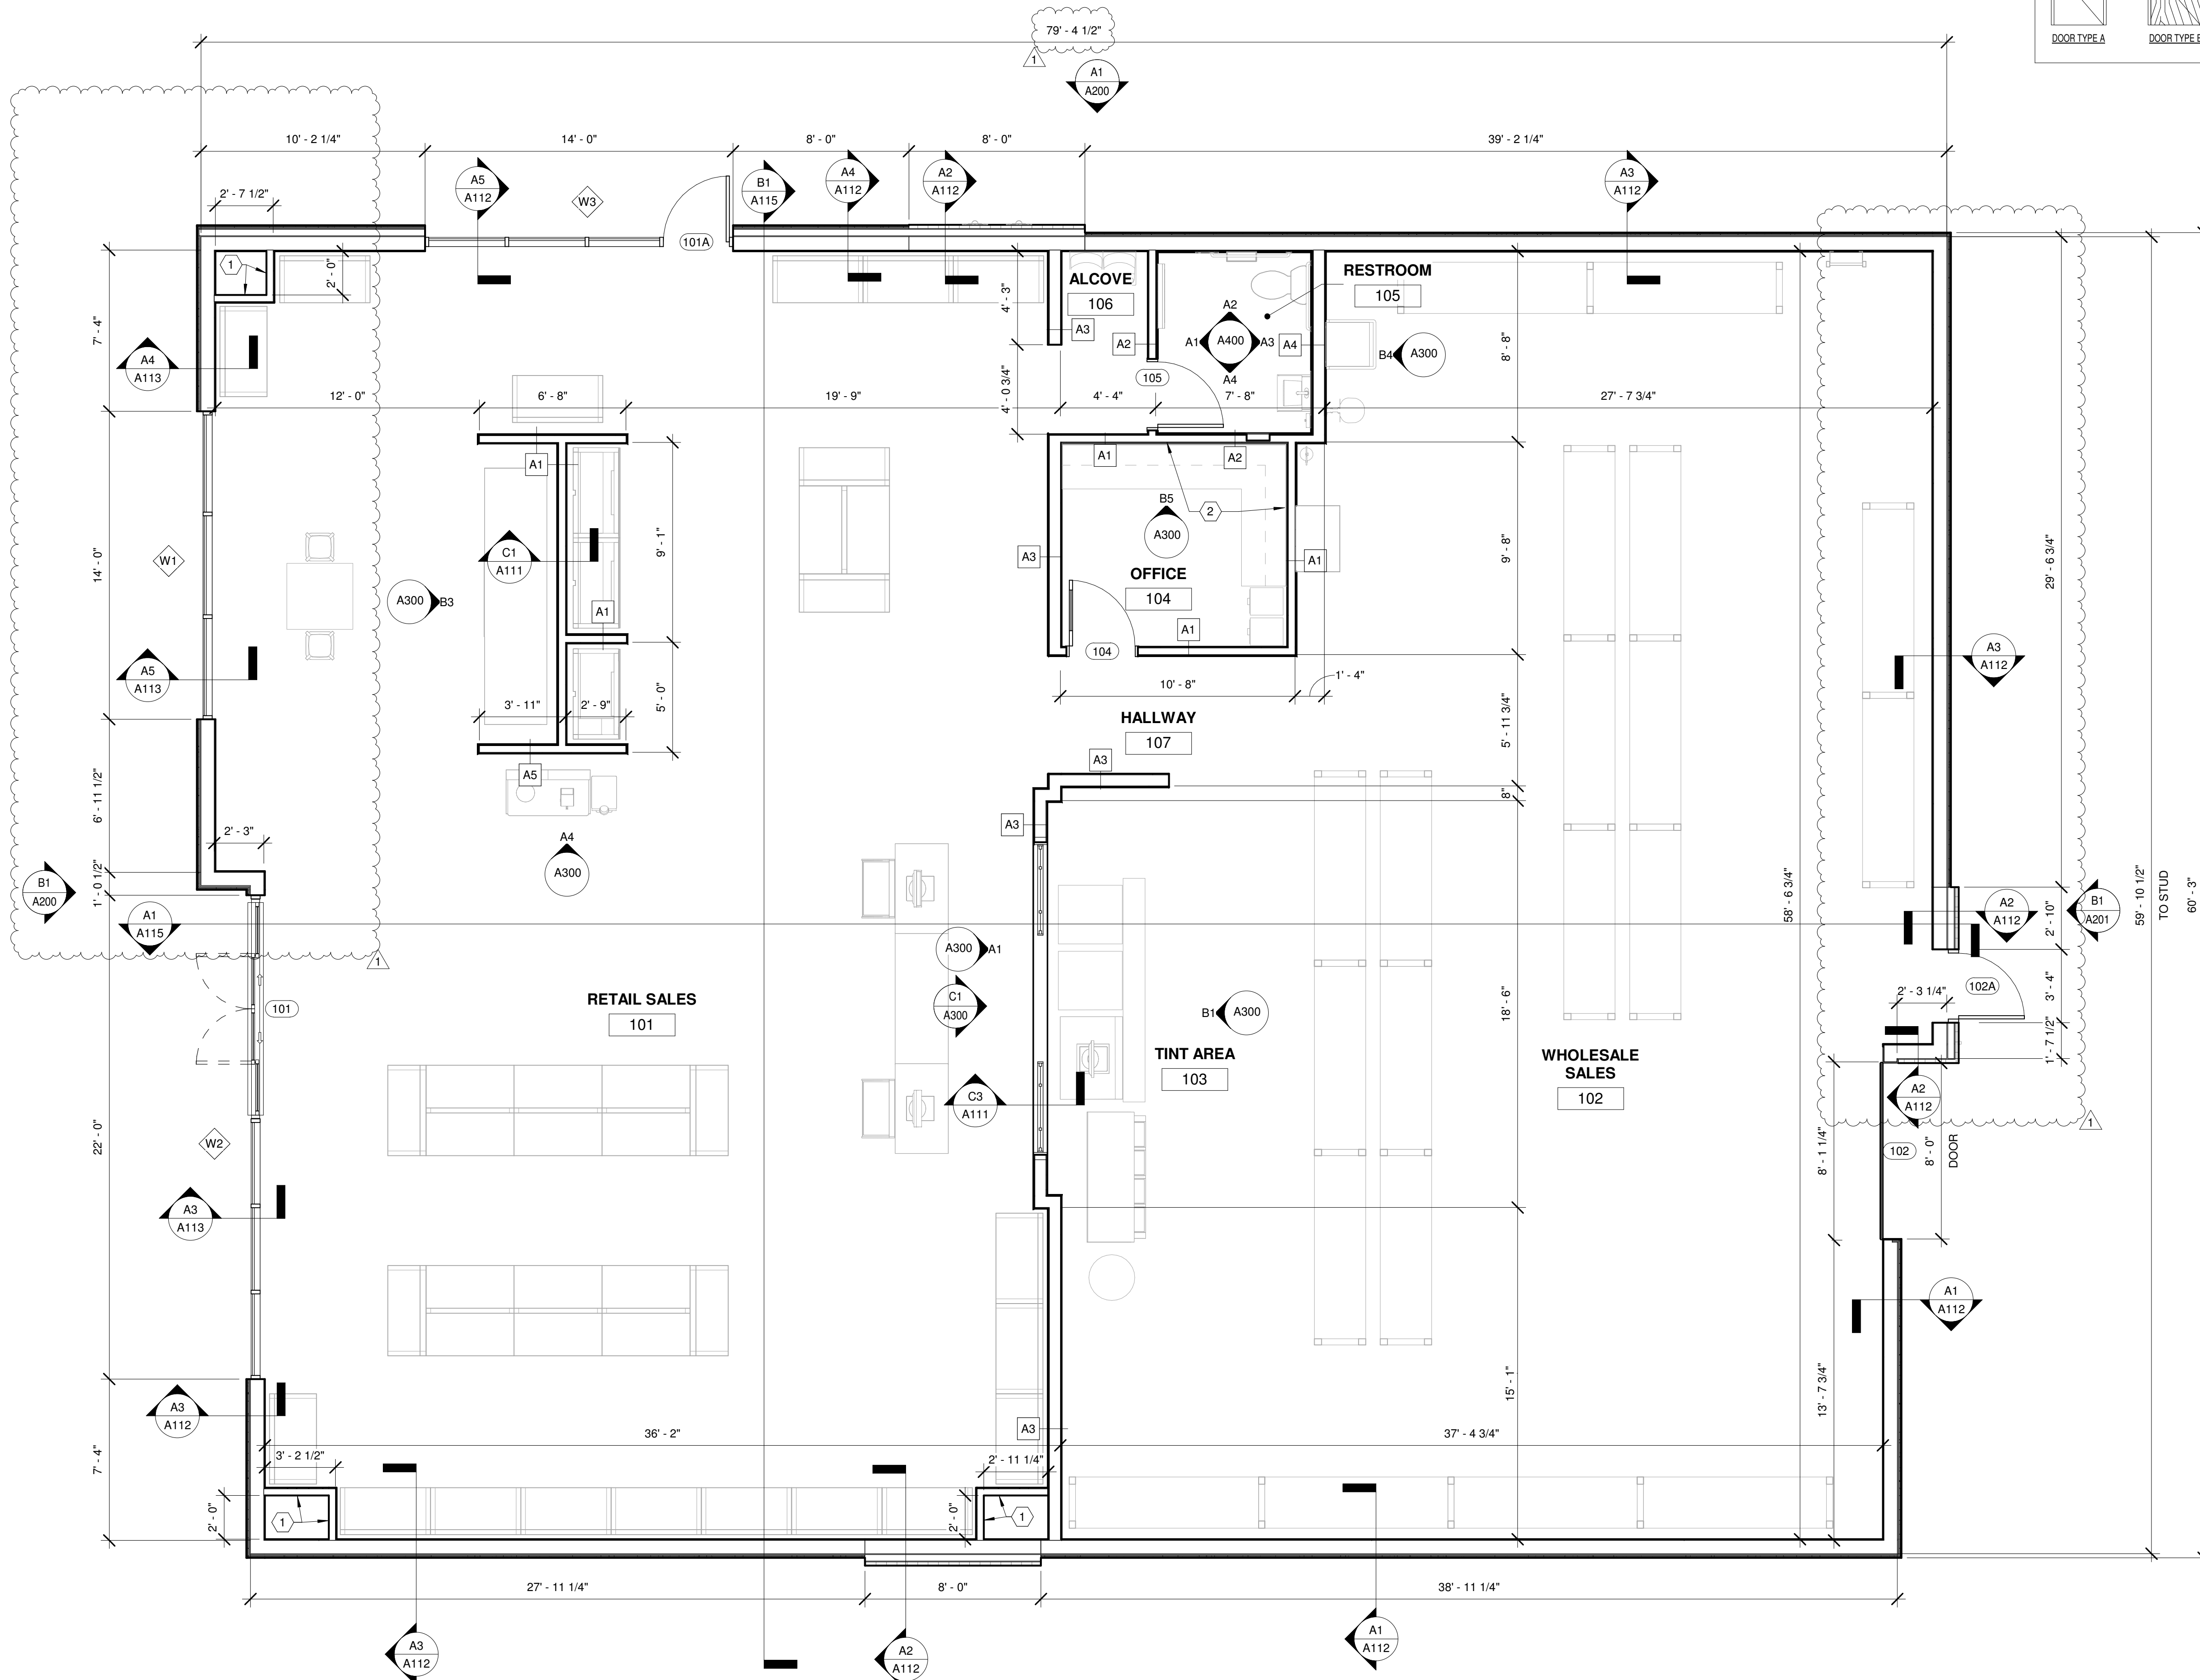 DOOR TYPE A
DOOR TYPE
79' - 4 1/2"
1
A1
A200
10' - 2 1/4"
14' - 0"
8' - 0"
8' - 0"
39' - 2 1/4"
2' - 7 1/2"
A5
A112
W3
B1
A115
A4
A112
A2
A112
A3
A112
101A
1
2' - 0"
7' - 4"
ALCOVE
106
4' - 3"
A3
RESTROOM
105
A2
A2
A1
A400
A3
A4
A4
B4
A300
8' - 8"
A4
A113
105
12' - 0"
6' - 8"
19' - 9"
4' - 0 3/4"
4' - 4"
7' - 8"
27' - 7 3/4"
A1
A1
A2
B5
A300
2
W1
14' - 0"
C1
A111
9' - 1"
A3
A1
9' - 8"
29' - 6 3/4"
OFFICE
104
A300
B3
A1
A1
104
A5
A113
A3
A112
10' - 8"
1' - 4"
3' - 11"
2' - 9"
5' - 0"
HALLWAY
107
5' - 11 3/4"
A3
A5
8"
6' - 11 1/2"
2' - 3"
A3
A4
A300
1' - 0 1/2"
B1
A200
A1
A115
58' - 6 3/4"
59' - 10 1/2"
TO STUD
60' - 3"
A2
A112
B1
A201
2' - 10"
1
A300
A1
101
RETAIL SALES
101
C1
A300
B1
A300
18' - 6"
2' - 3 1/4"
102A
3' - 4"
1' - 7 1/2"
TINT AREA
103
WHOLESALE
SALES
102
C3
A111
A2
A112
1
W2
22' - 0"
8' - 1 1/4"
102
8' - 0"
DOOR
A3
A113
A1
A112
A3
A112
15' - 1"
13' - 7 3/4"
A3
36' - 2"
37' - 4 3/4"
7' - 4"
3' - 2 1/2"
2' - 11 1/4"
2' - 0"
1
2' - 0"
1
27' - 11 1/4"
8' - 0"
38' - 11 1/4"
A3
A112
A2
A112
A1
A112